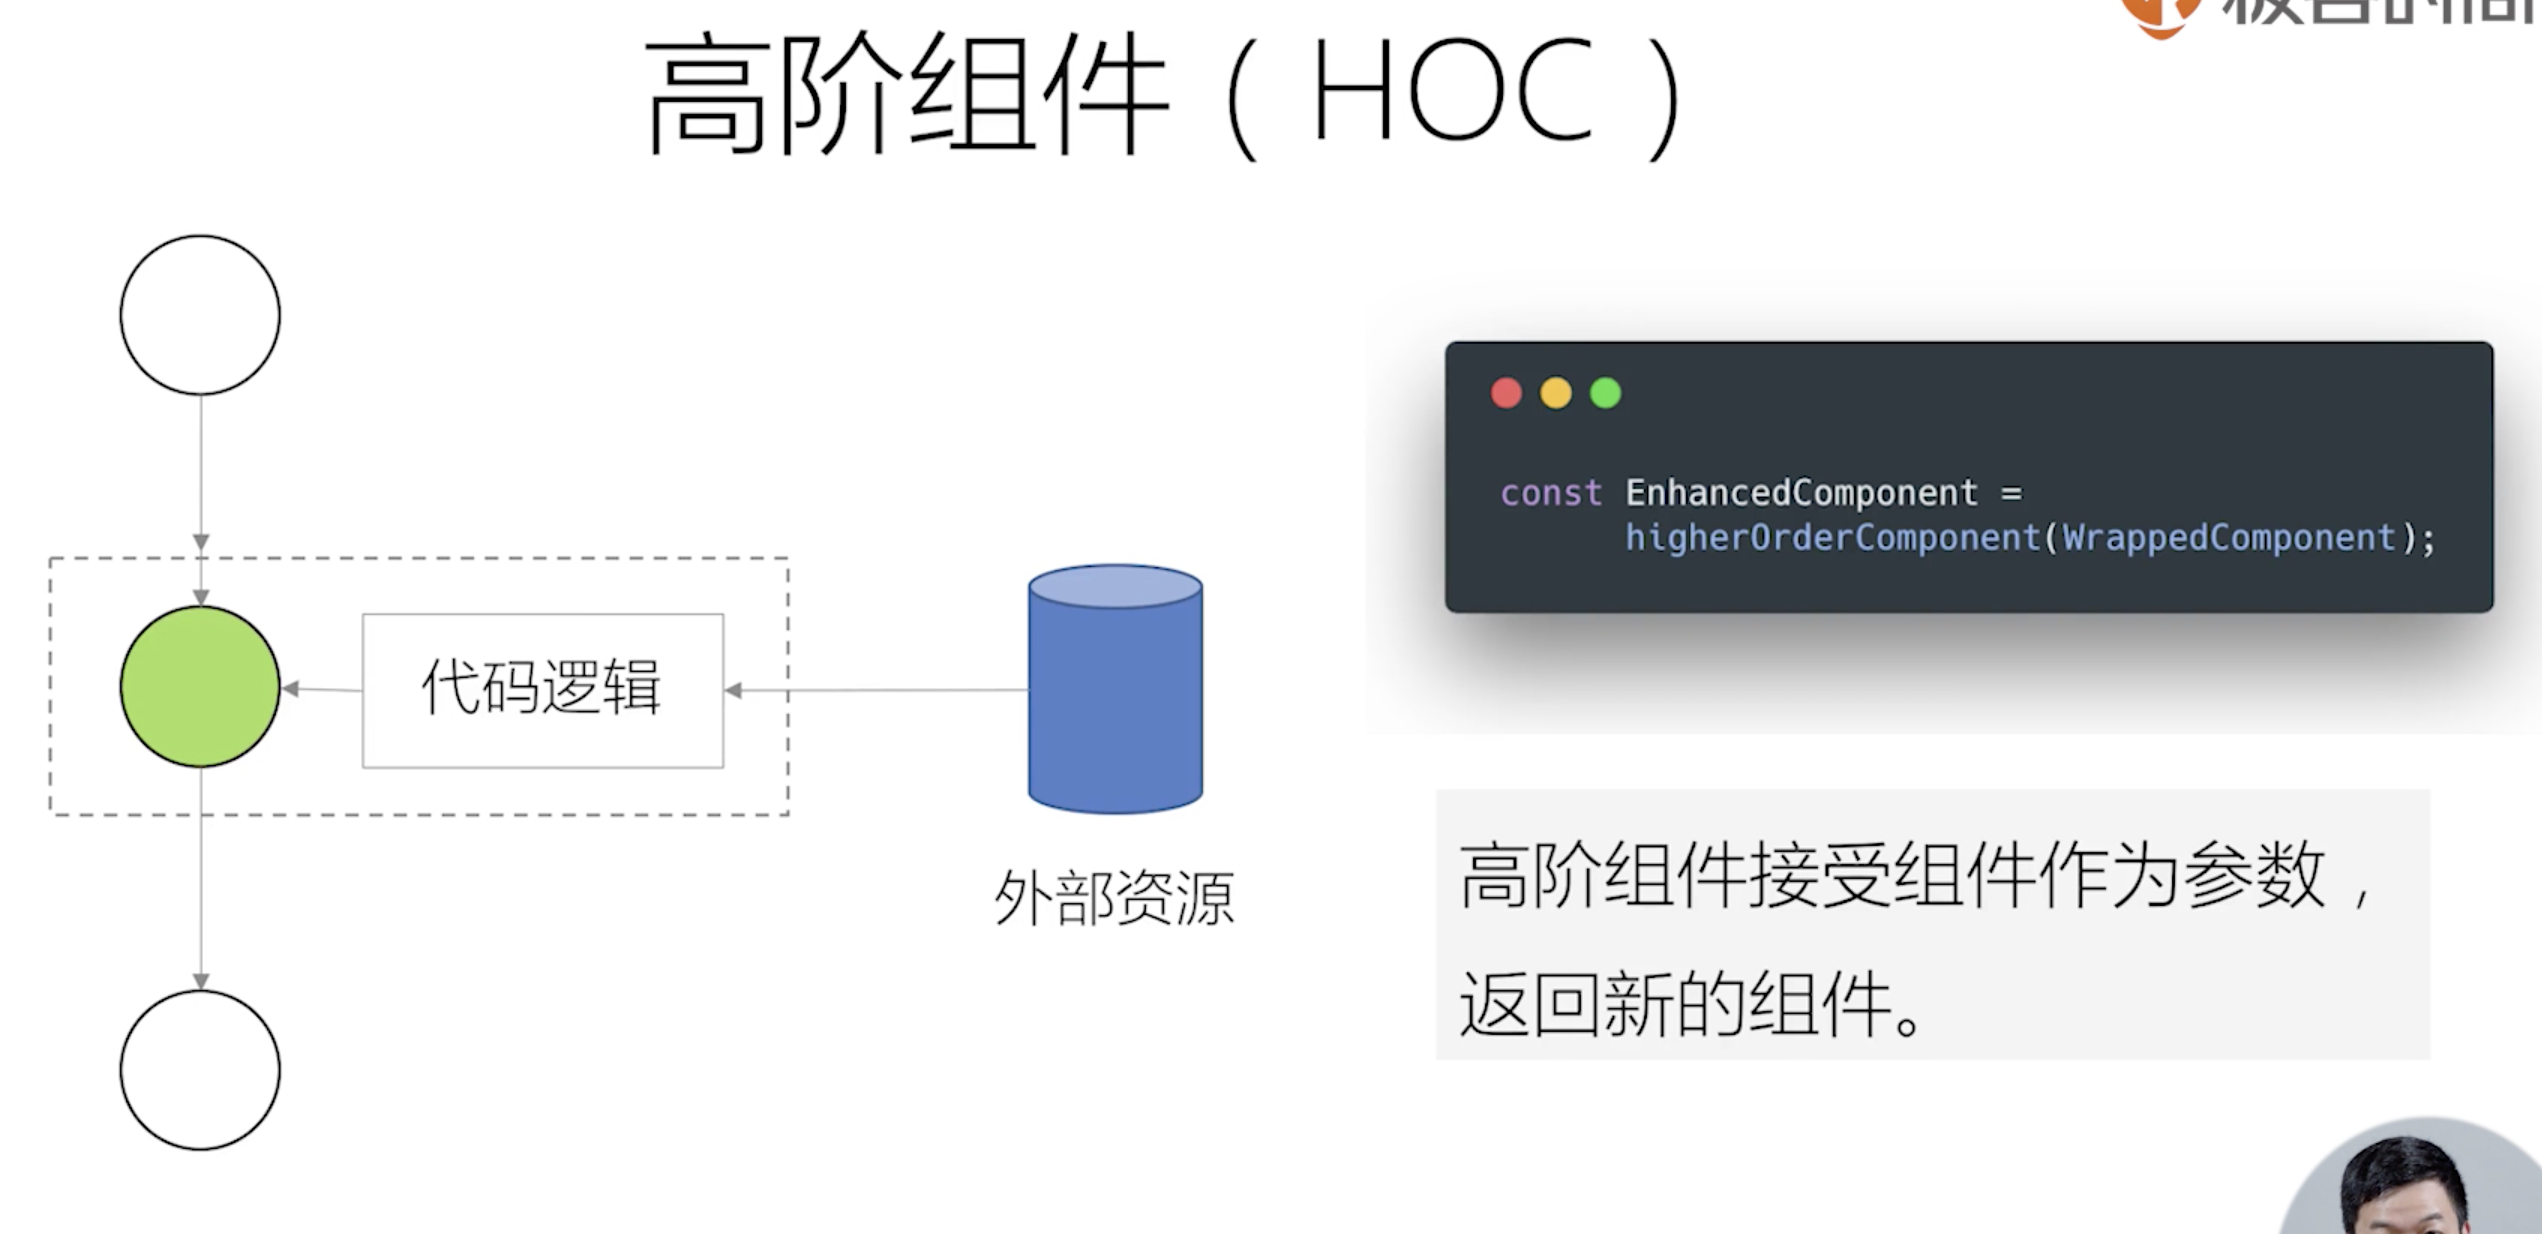 高阶组件（HOC）
const EnhancedComponent =
higherOrderComponent(WrappedComponent);
代码逻辑
外部资源
高阶组件接受组件作为参数，
返回新的组件。